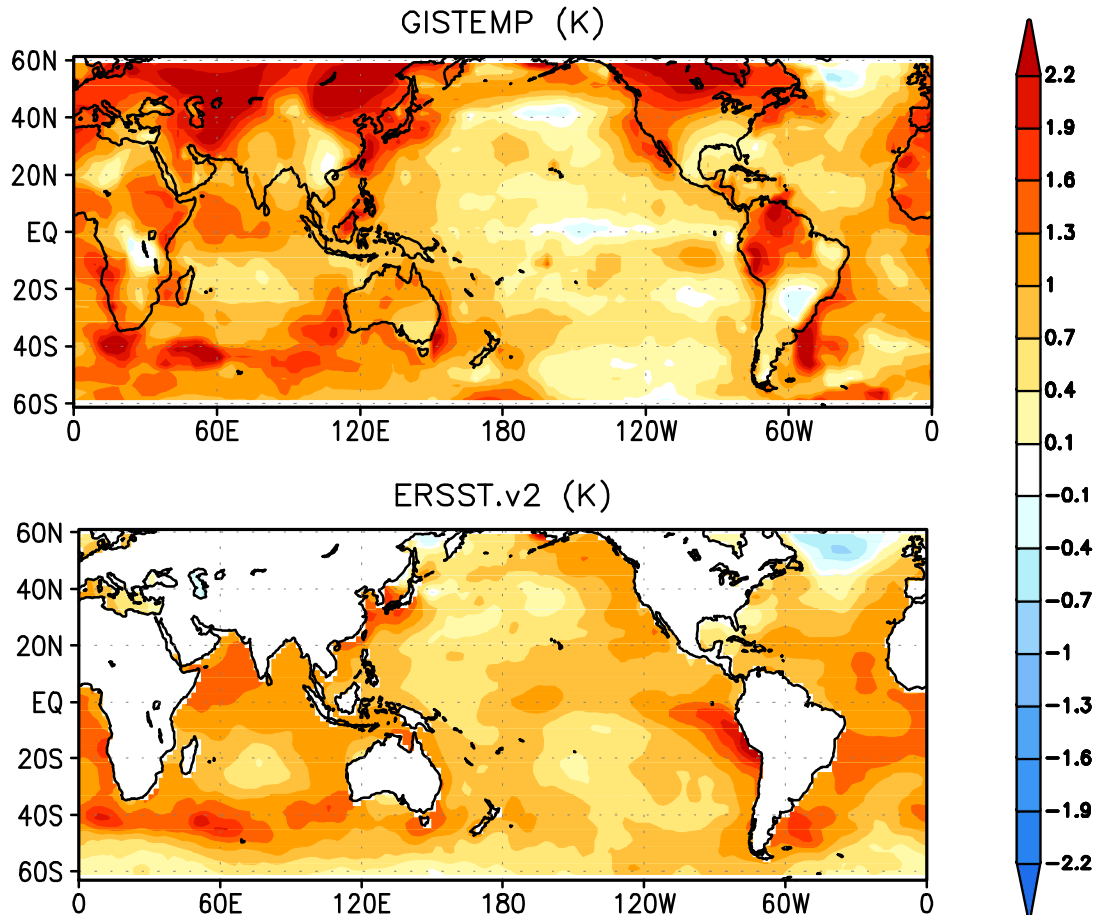 GISTEMP (K)
60N
40N
20N
EQ
20S
40S
60S
0 60E 120E 180 120W 60W 0
ERSST.v2 (K)
60N
40N
20N
EQ
20S
40S
60S
0 60E 120E 180 120W 60W 0
2.2
1.9
1.6
1.3
1
0.7
0.4
0.1
−0.1
−0.4
−0.7
−1
−1.3
−1.6
−1.9
−2.2